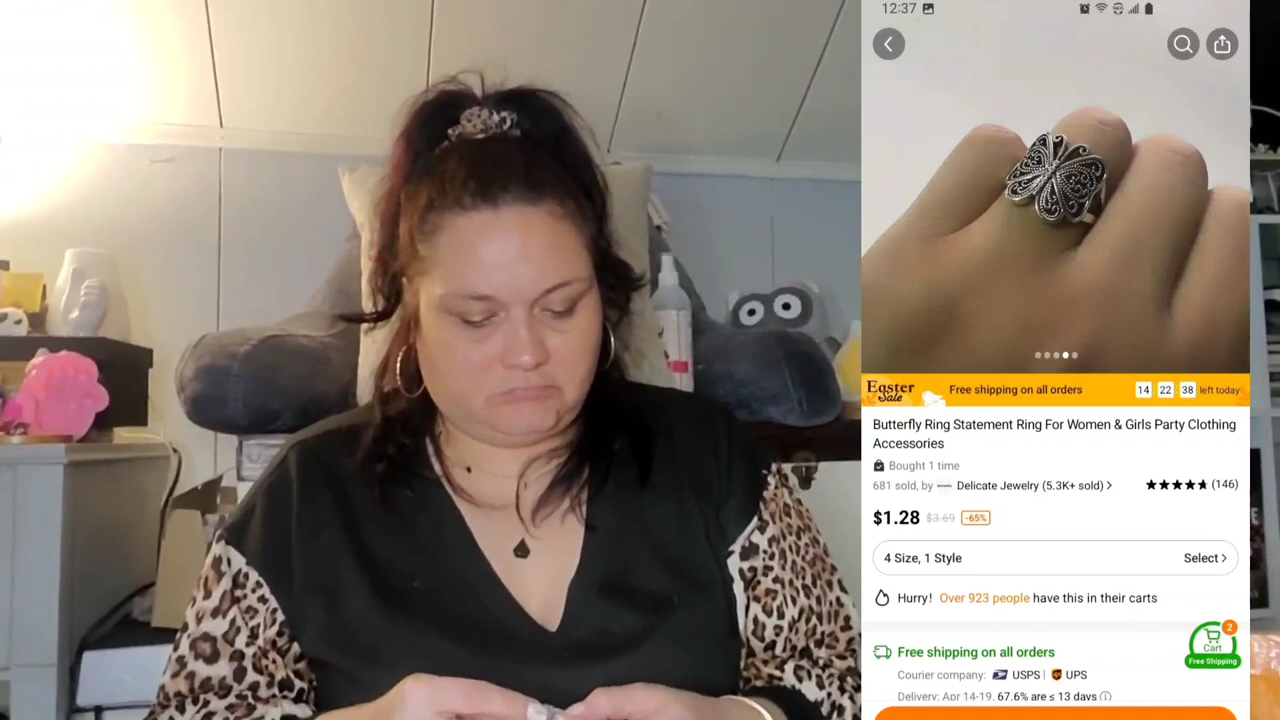 12:37
Easter
Sale
Free shipping on all orders
14 22 38 left today
Butterfly Ring Statement Ring For Women & Girls Party Clothing
Accessories
Bought 1 time
681 sold, by Delicate Jewelry (5.3K+ sold) >
(146)
$1.28 $3.69 -65%
4 Size, 1 Style Select >
Hurry! Over 923 people have this in their carts
2
Cart
Free Shipping
Free shipping on all orders
Courier company: USPS | UPS
Delivery: Apr 14-19, 67.6% are ≤ 13 days